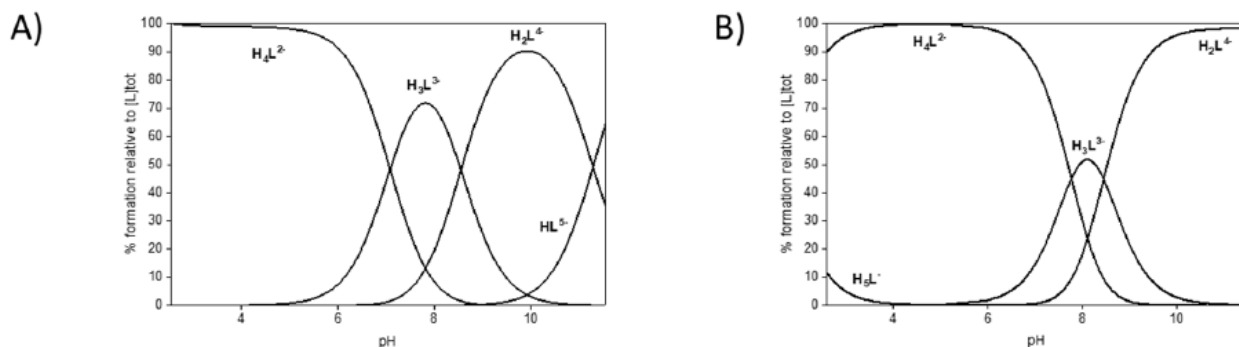 A)
% formation relative to [L]tot
100
90
80
70
60
50
40
30
20
10
0
H₄L²⁻
H₃L³⁻
H₂L⁴⁻
HL⁵⁻
4
6
8
10
pH
B)
% formation relative to [L]tot
100
90
80
70
60
50
40
30
20
10
0
H₄L²⁻
H₂L⁴⁻
H₃L³⁻
H₅L⁻
4
6
8
10
pH